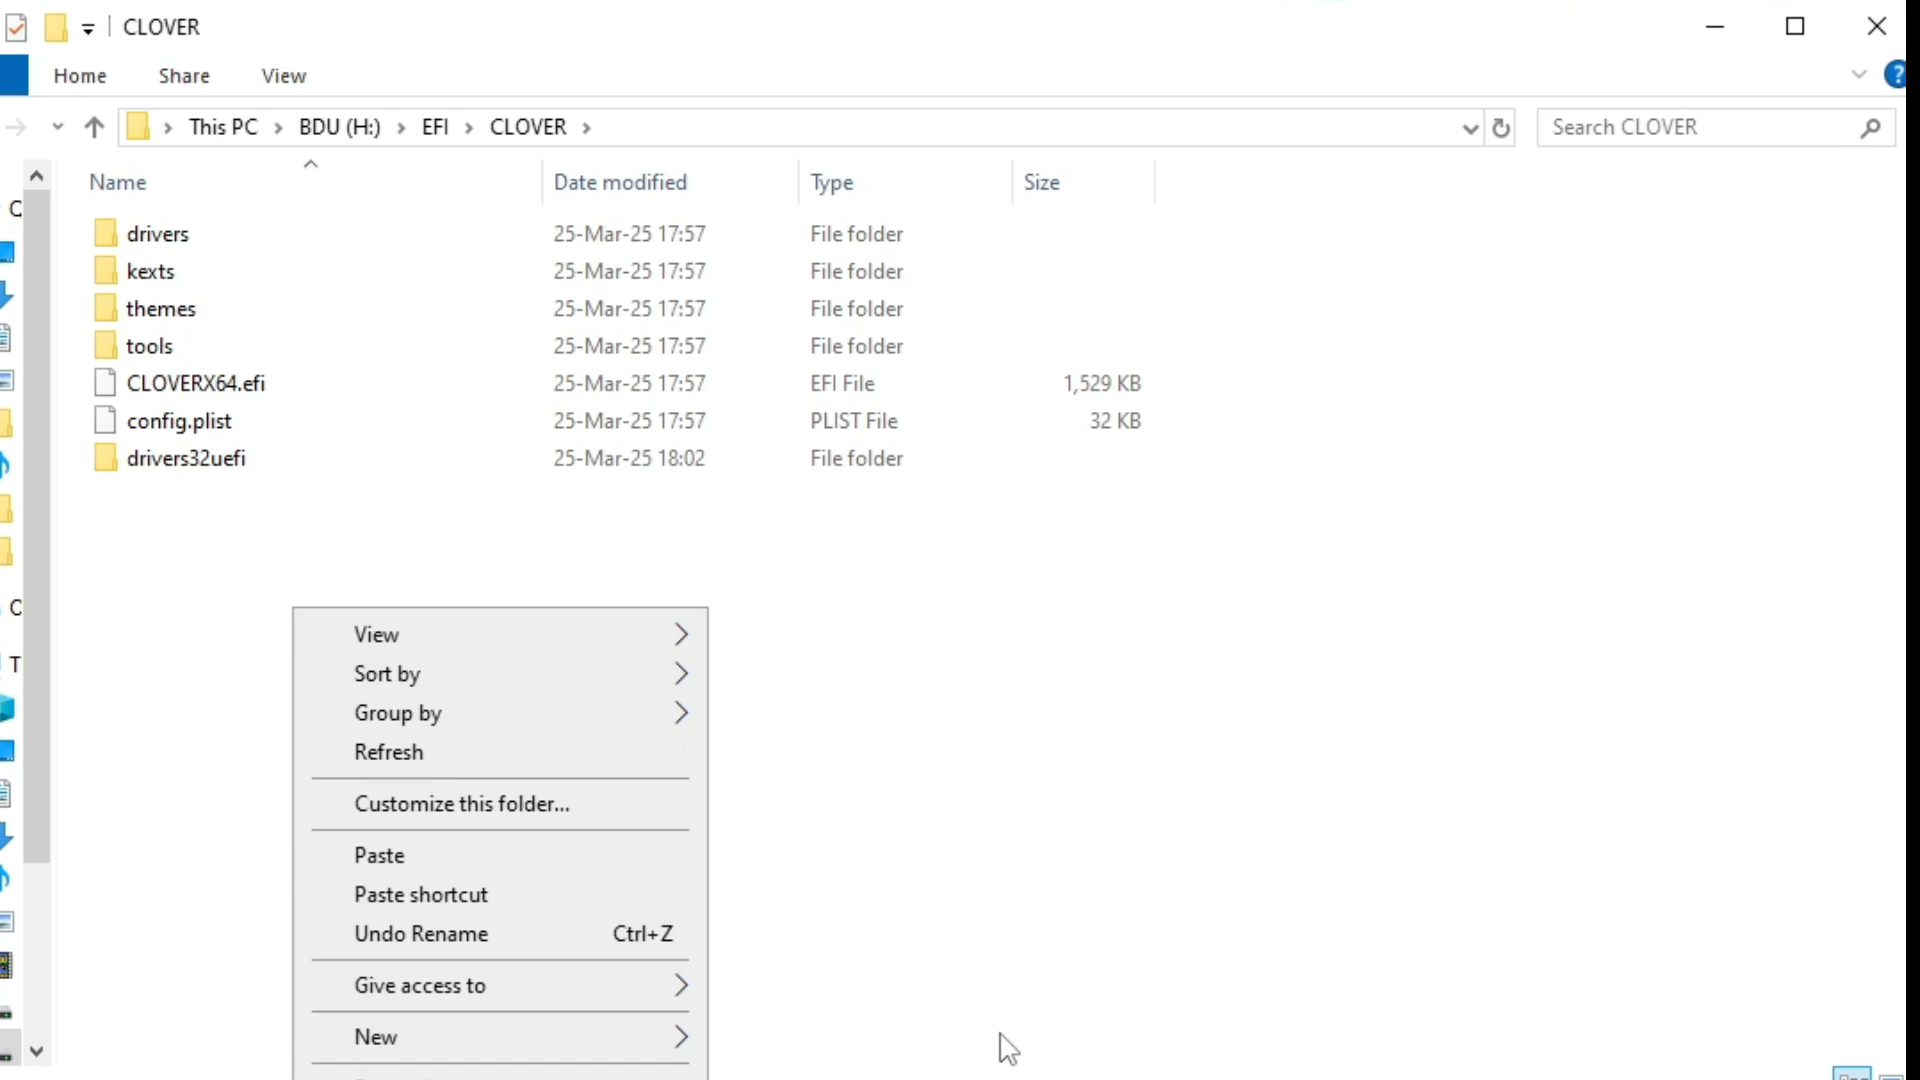 CLOVER
Home Share View
This PC > BDU (H:) > EFI > CLOVER >
Search CLOVER
Name Date modified Type Size
drivers 25-Mar-25 17:57 File folder
kexts 25-Mar-25 17:57 File folder
themes 25-Mar-25 17:57 File folder
tools 25-Mar-25 17:57 File folder
CLOVERX64.efi 25-Mar-25 17:57 EFI File 1,529 KB
config.plist 25-Mar-25 17:57 PLIST File 32 KB
drivers32uefi 25-Mar-25 18:02 File folder
View
Sort by
Group by
Refresh
Customize this folder...
Paste
Paste shortcut
Undo Rename Ctrl+Z
Give access to
New